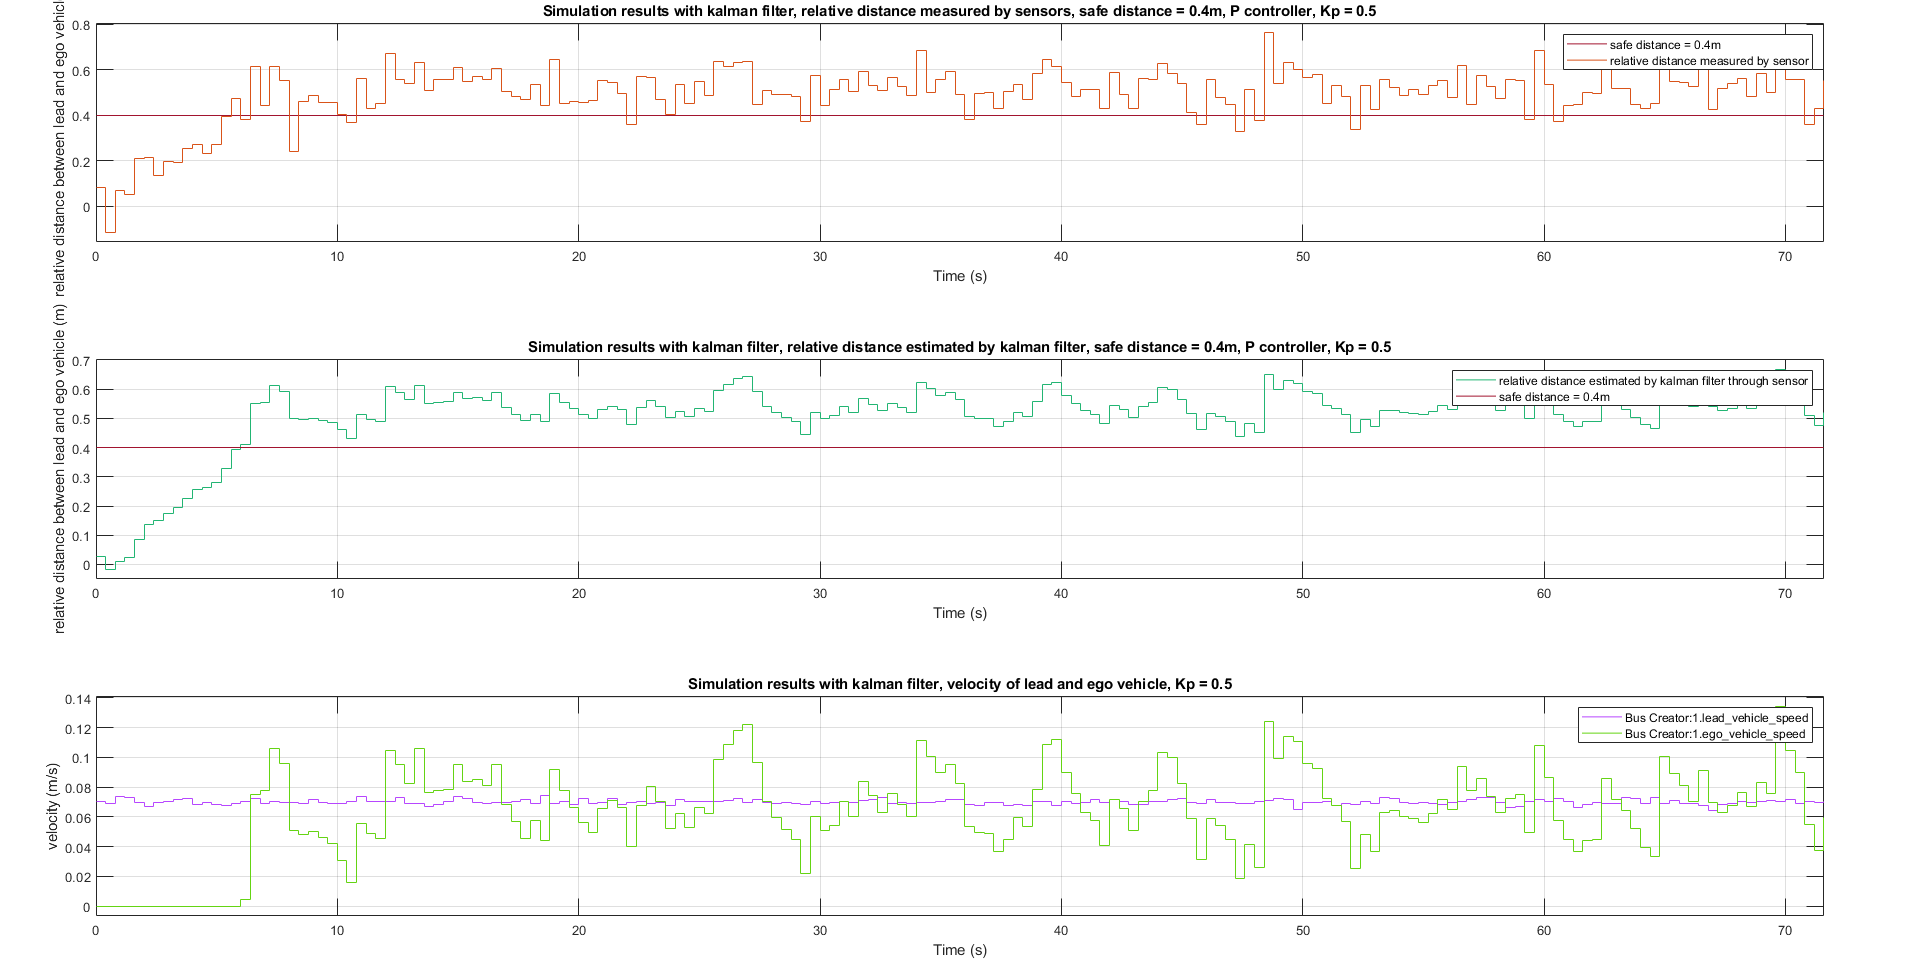 Simulation results with kalman filter, relative distance measured by sensors, safe distance = 0.4m, P controller, Kp = 0.5
relative distance between lead and ego vehicl
0.8
0.6
0.4
0.2
0
safe distance = 0.4m
relative distance measured by sensor
0 10 20 30 40 50 60 70
Time (s)
Simulation results with kalman filter, relative distance estimated by kalman filter, safe distance = 0.4m, P controller, Kp = 0.5
relative distance between lead and ego vehicle (m)
0.7
0.6
0.5
0.4
0.3
0.2
0.1
0
relative distance estimated by kalman filter through sensor
safe distance = 0.4m
0 10 20 30 40 50 60 70
Time (s)
Simulation results with kalman filter, velocity of lead and ego vehicle, Kp = 0.5
velocity (m/s)
0.14
0.12
0.1
0.08
0.06
0.04
0.02
0
Bus Creator:1.lead_vehicle_speed
Bus Creator:1.ego_vehicle_speed
0 10 20 30 40 50 60 70
Time (s)